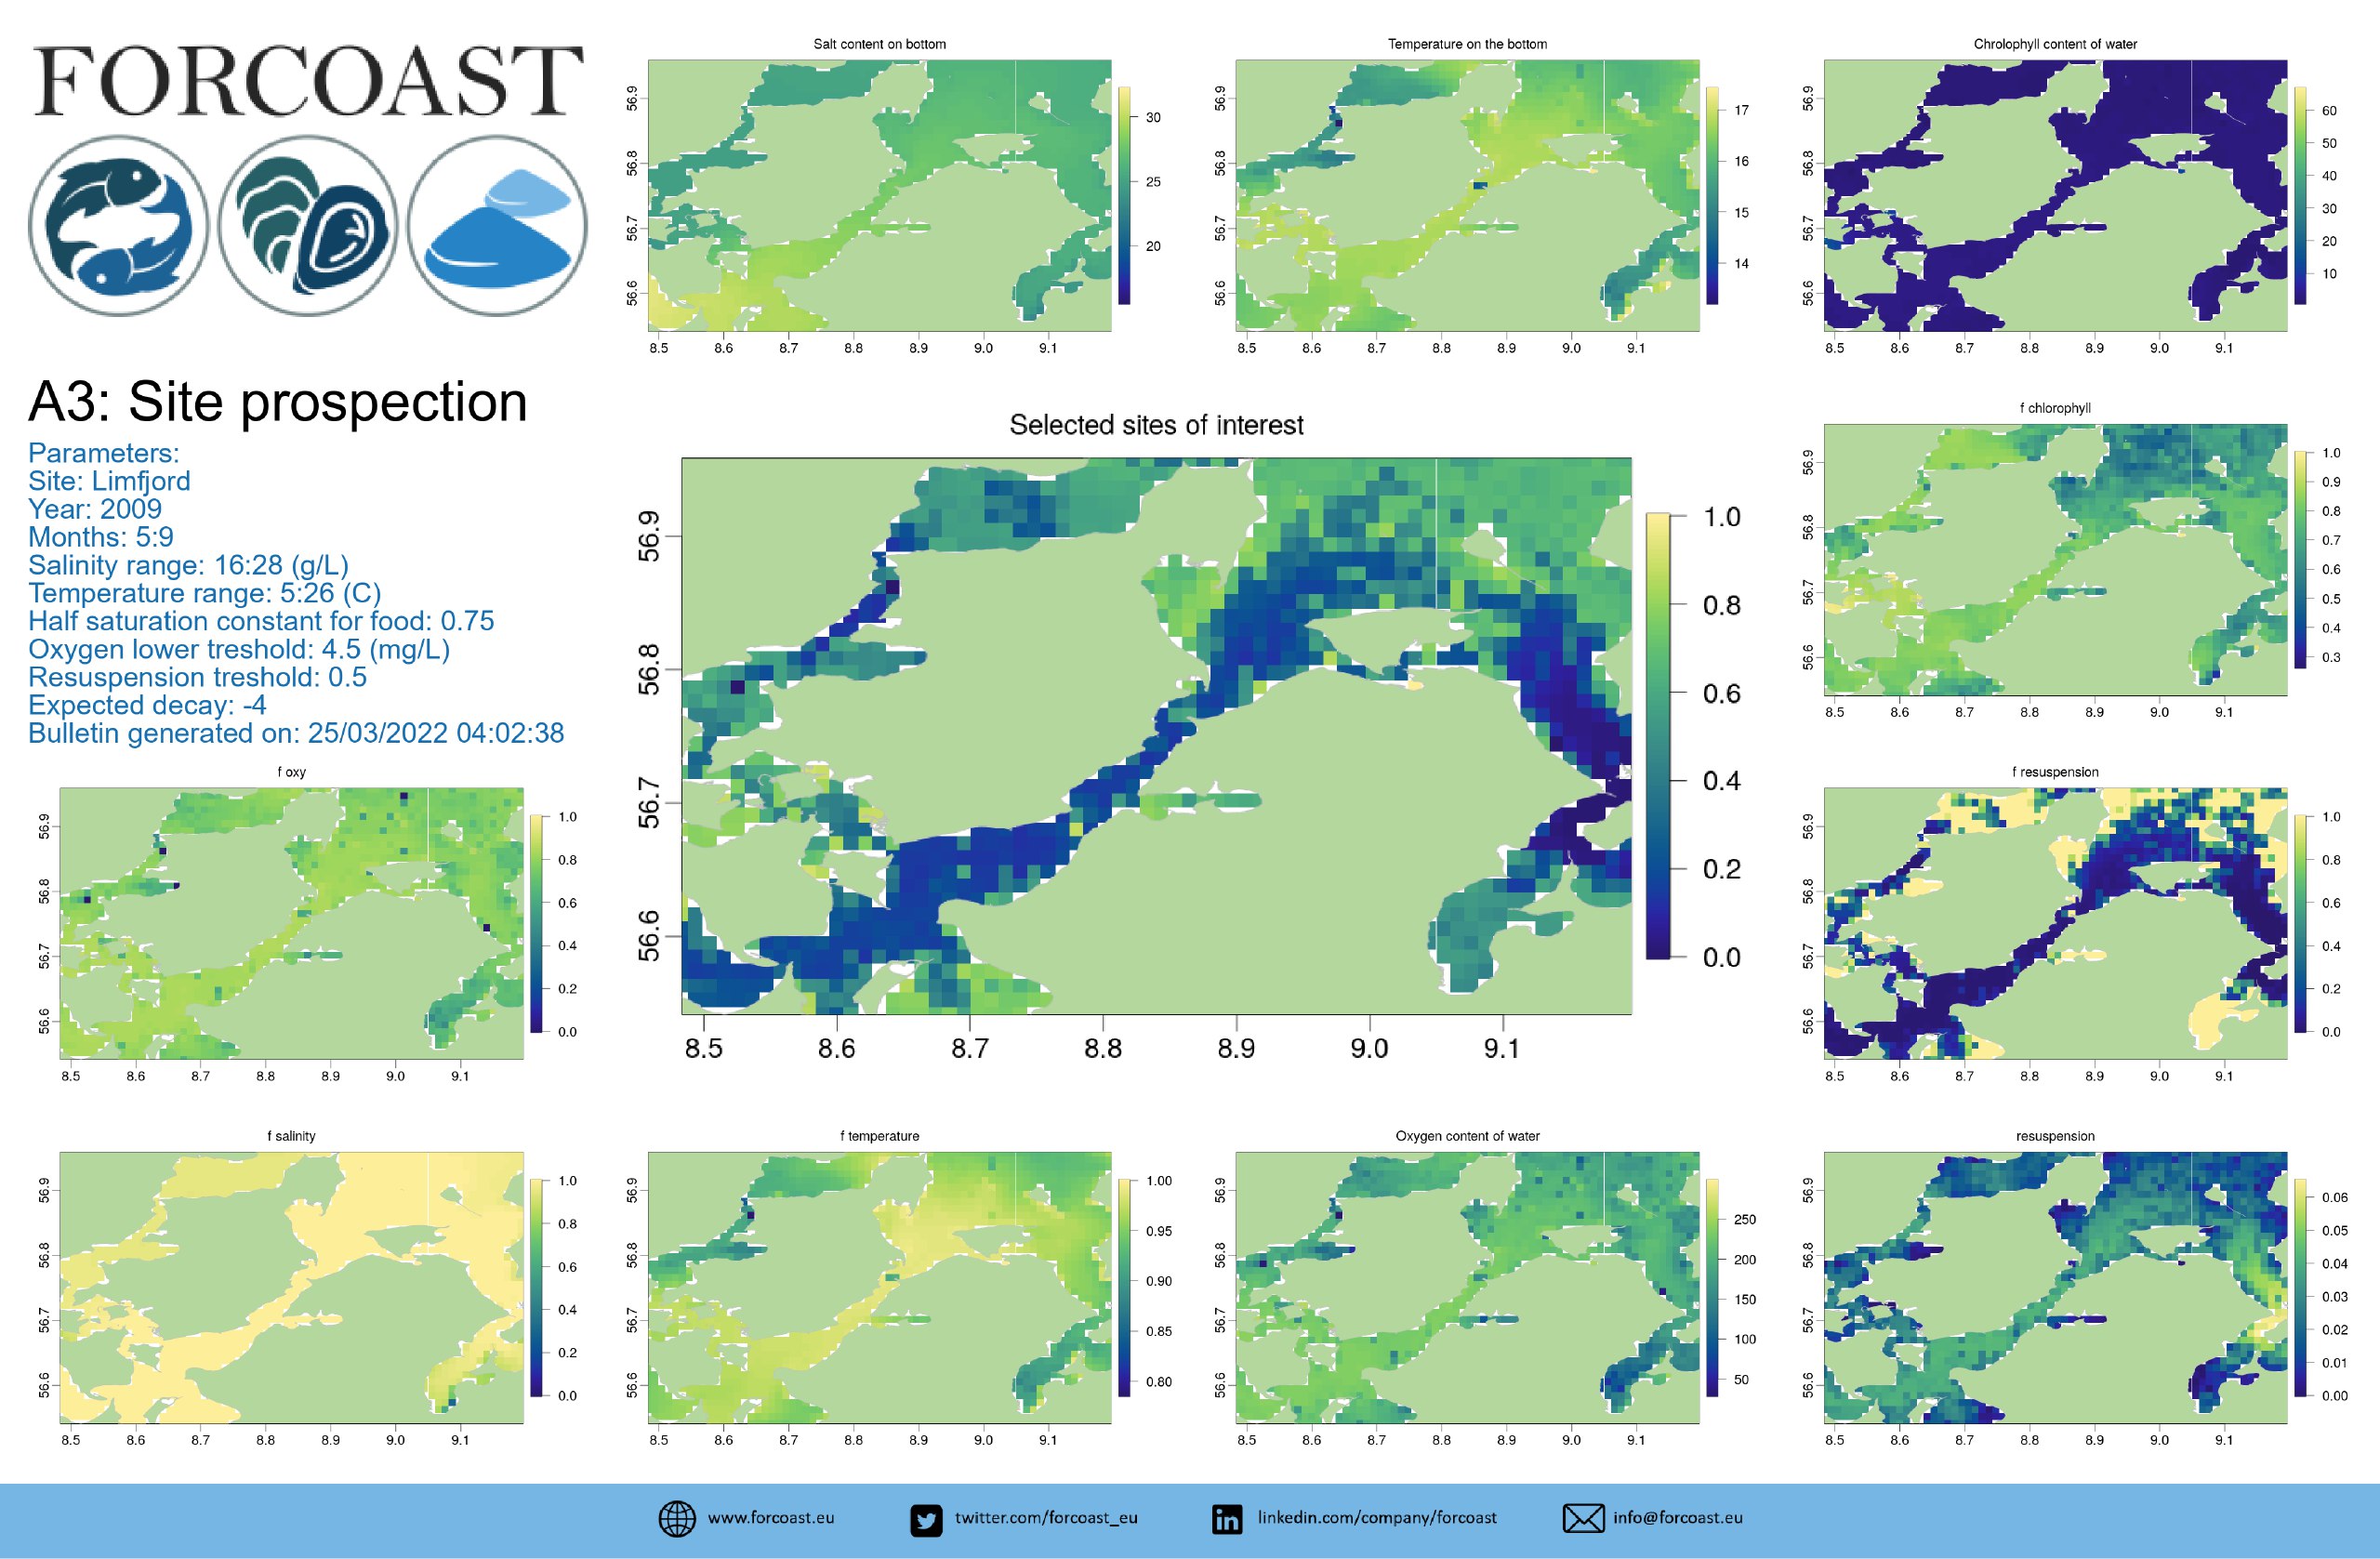 FORCOAST
A3: Site prospection
Parameters:
Site: Limfjord
Year: 2009
Months: 5:9
Salinity range: 16:28 (g/L)
Temperature range: 5:26 (C)
Half saturation constant for food: 0.75
Oxygen lower treshold: 4.5 (mg/L)
Resuspension treshold: 0.5
Expected decay: -4
Bulletin generated on: 25/03/2022 04:02:38
Salt content on bottom
56.9
56.8
56.7
56.6
8.5 8.6 8.7 8.8 8.9 9.0 9.1
30
25
20
Temperature on the bottom
56.9
56.8
56.7
56.6
8.5 8.6 8.7 8.8 8.9 9.0 9.1
17
16
15
14
Chrolophyll content of water
56.9
56.8
56.7
56.6
8.5 8.6 8.7 8.8 8.9 9.0 9.1
60
50
40
30
20
10
Selected sites of interest
56.9
56.8
56.7
56.6
8.5 8.6 8.7 8.8 8.9 9.0 9.1
1.0
0.8
0.6
0.4
0.2
0.0
f chlorophyll
56.9
56.8
56.7
56.6
8.5 8.6 8.7 8.8 8.9 9.0 9.1
1.0
0.9
0.8
0.7
0.6
0.5
0.4
0.3
f oxy
56.9
56.8
56.7
56.6
8.5 8.6 8.7 8.8 8.9 9.0 9.1
1.0
0.8
0.6
0.4
0.2
0.0
f resuspension
56.9
56.8
56.7
56.6
8.5 8.6 8.7 8.8 8.9 9.0 9.1
1.0
0.8
0.6
0.4
0.2
0.0
f salinity
56.9
56.8
56.7
56.6
8.5 8.6 8.7 8.8 8.9 9.0 9.1
1.0
0.8
0.6
0.4
0.2
0.0
f temperature
56.9
56.8
56.7
56.6
8.5 8.6 8.7 8.8 8.9 9.0 9.1
1.00
0.95
0.90
0.85
0.80
Oxygen content of water
56.9
56.8
56.7
56.6
8.5 8.6 8.7 8.8 8.9 9.0 9.1
250
200
150
100
50
resuspension
56.9
56.8
56.7
56.6
8.5 8.6 8.7 8.8 8.9 9.0 9.1
0.06
0.05
0.04
0.03
0.02
0.01
0.00
www.forcoast.eu
twitter.com/forcoast_eu
in
linkedin.com/company/forcoast
info@forcoast.eu